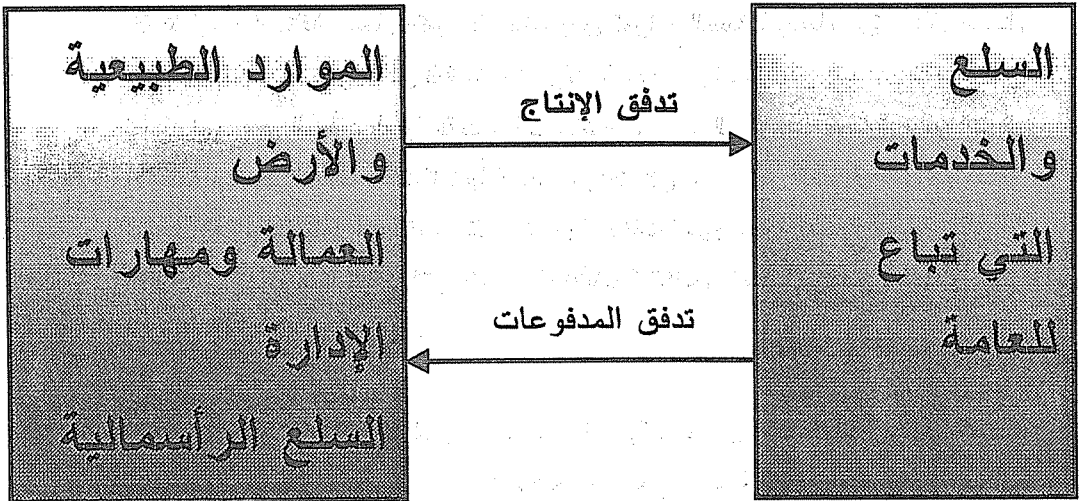 الموارد الطبيعية
والأرض
العمالة ومهارات
الإدارة
السلع الرأسمالية
تدفق الإنتاج
تدفق المدفوعات
السلع
والخدمات
التي تباع
للعامة